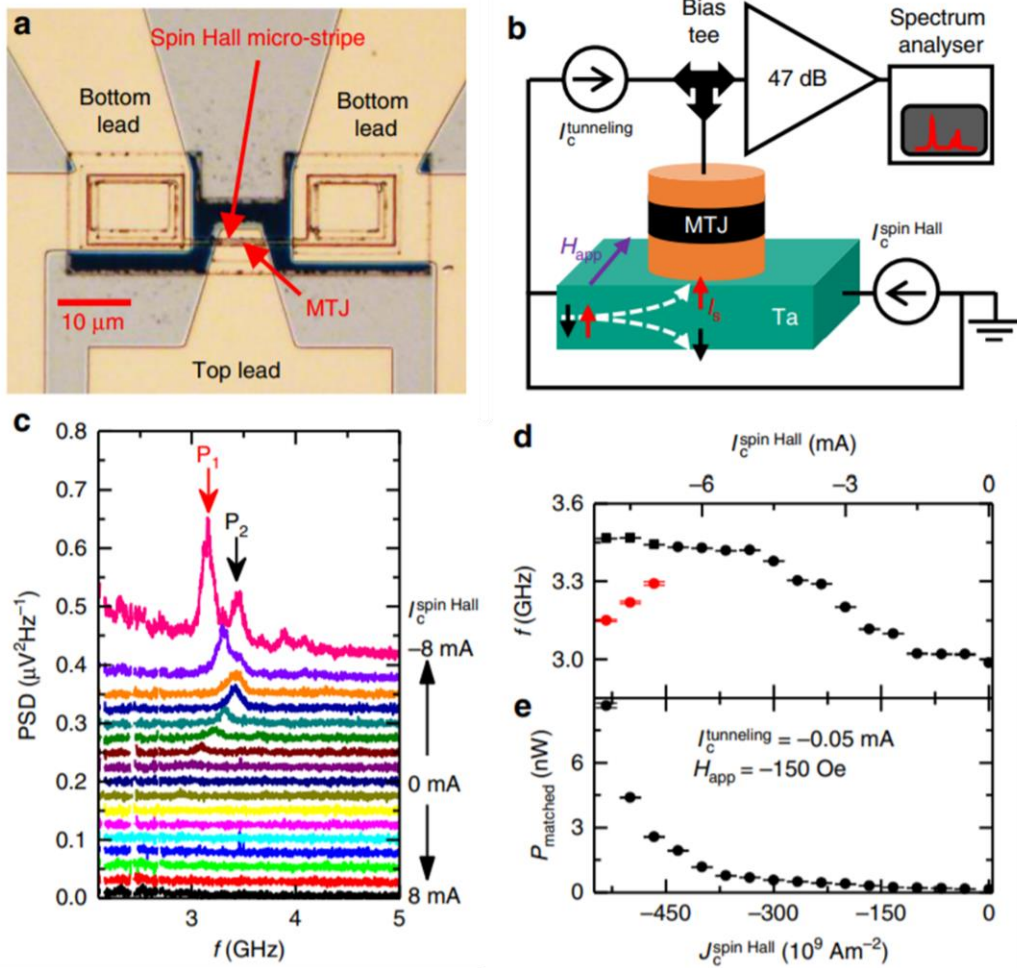 a
Spin Hall micro-stripe
Bottom
lead
Bottom
lead
MTJ
10 μm
Top lead
b
Bias
tee
Spectrum
analyser
47 dB
I_c^tunneling
MTJ
H_app
I_c^spin Hall
I_s
Ta
c
0.8
0.7
0.6
0.5
0.4
0.3
0.2
0.1
0.0
PSD (μV²Hz⁻¹)
P₁
P₂
I_c^spin Hall
–8 mA
0 mA
8 mA
3
4
5
f (GHz)
d
I_c^spin Hall (mA)
–6
–3
0
3.6
3.3
3.0
f (GHz)
e
I_c^tunneling = –0.05 mA
H_app = –150 Oe
6
3
0
P_matched (nW)
–450
–300
–150
0
J_c^spin Hall (10⁹ Am⁻²)